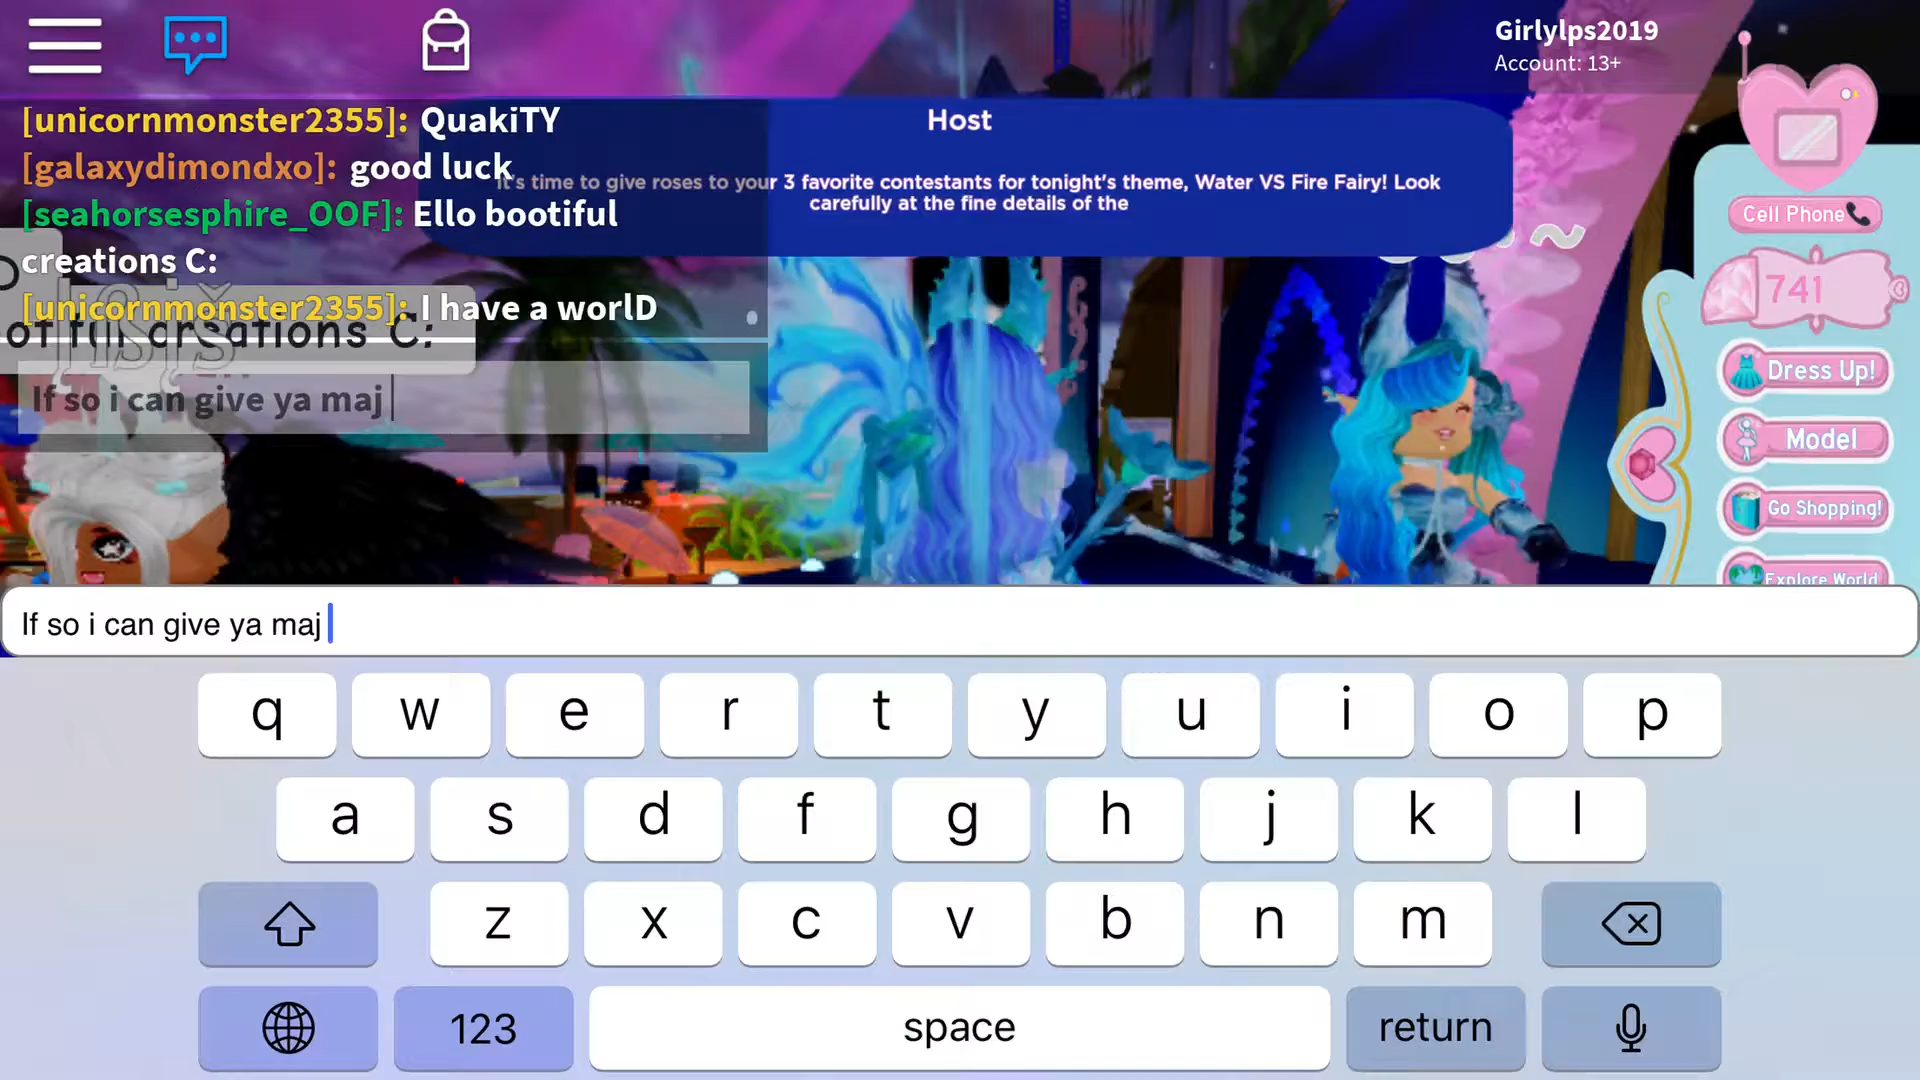 Girlylps2019
Account: 13+
[unicornmonster2355]: QuakiTY
[galaxydimondxo]: good luck
[seahorsesphire_OOF]: Ello bootiful
creations C:
[unicornmonster2355]: I have a worlD
If so i can give ya maj
Host
It's time to give roses to your 3 favorite contestants for tonight's theme, Water VS Fire Fairy! Look
carefully at the fine details of the
creations C:
Cell Phone
741
Dress Up!
Model
Go Shopping!
Explore World
If so i can give ya maj
q w e r t y u i o p
a s d f g h j k l
z x c v b n m
123 space return